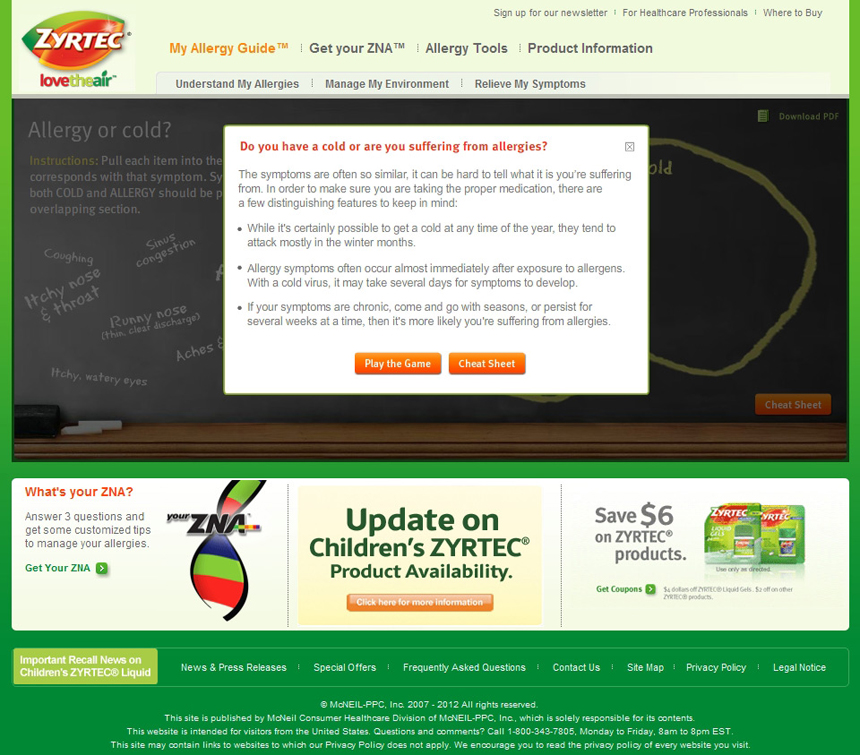 Sign up for our newsletter
For Healthcare Professionals
Where to Buy
ZYRTEC®
lovetheair™
My Allergy Guide™
Get your ZNA™
Allergy Tools
Product Information
Understand My Allergies
Manage My Environment
Relieve My Symptoms
Download PDF
Allergy or cold?
Instructions: Pull each item into the
corresponds with that symptom. Sy
both COLD and ALLERGY should be p
overlapping section.
old
Coughing
Sinus
congestion
Itchy nose
& throat
Runny nose
(thin, clear discharge)
Aches &
Itchy, watery eyes
Do you have a cold or are you suffering from allergies?
The symptoms are often so similar, it can be hard to tell what it is you're suffering
from. In order to make sure you are taking the proper medication, there are
a few distinguishing features to keep in mind:
• While it's certainly possible to get a cold at any time of the year, they tend to
attack mostly in the winter months.
• Allergy symptoms often occur almost immediately after exposure to allergens.
With a cold virus, it may take several days for symptoms to develop.
• If your symptoms are chronic, come and go with seasons, or persist for
several weeks at a time, then it's more likely you're suffering from allergies.
Play the Game
Cheat Sheet
Cheat Sheet
What's your ZNA?
Answer 3 questions and
get some customized tips
to manage your allergies.
Get Your ZNA
your ZNA
Update on
Children's ZYRTEC®
Product Availability.
Click here for more information
Save $6
on ZYRTEC®
products.
Get Coupons
$4 dollars off ZYRTEC® Liquid Gels. $2 off on other
ZYRTEC® products.
ZYRTEC
LIQUID
GELS
ZYRTEC
Use only as directed.
Important Recall News on
Children's ZYRTEC® Liquid
News & Press Releases
Special Offers
Frequently Asked Questions
Contact Us
Site Map
Privacy Policy
Legal Notice
© McNEIL-PPC, Inc. 2007 - 2012 All rights reserved.
This site is published by McNeil Consumer Healthcare Division of McNEIL-PPC, Inc., which is solely responsible for its contents.
This website is intended for visitors from the United States. Questions and comments? Call 1-800-343-7805, Monday to Friday, 8am to 8pm EST.
This site may contain links to websites to which our Privacy Policy does not apply. We encourage you to read the privacy policy of every website you visit.